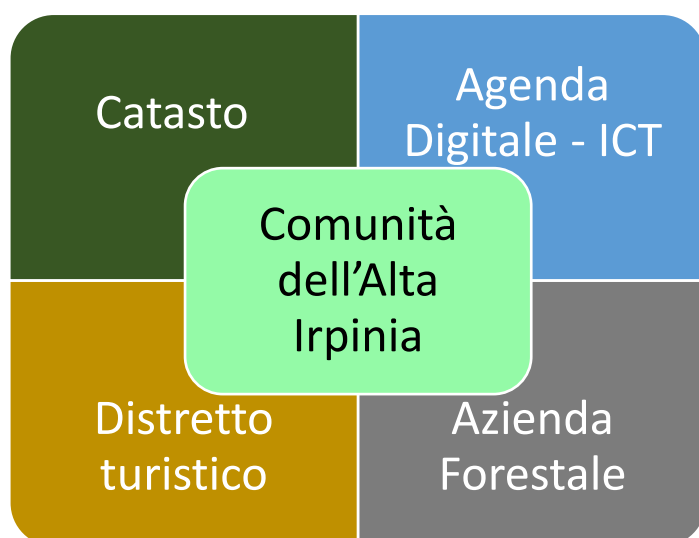 Catasto
Agenda
Digitale - ICT
Comunità
dell’Alta
Irpinia
Distretto
turistico
Azienda
Forestale